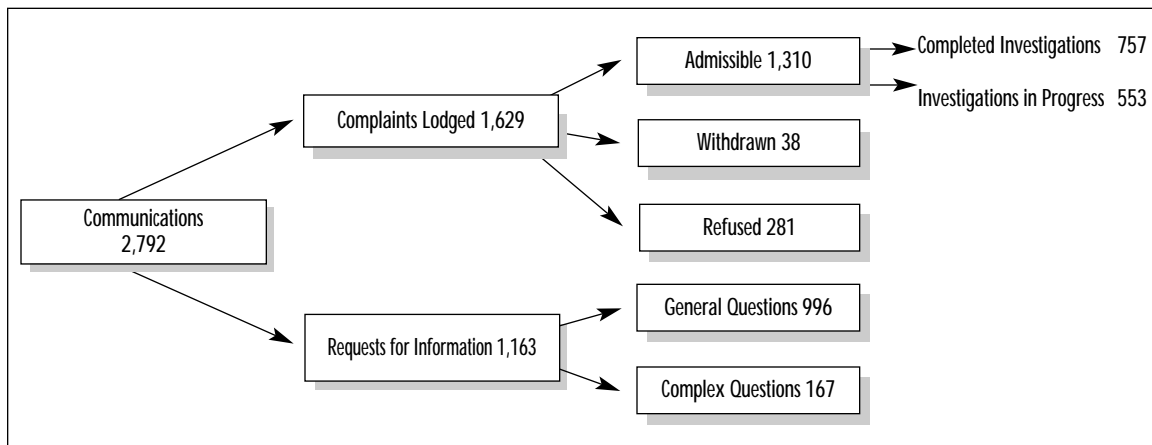 Communications
2,792
Complaints Lodged 1,629
Admissible 1,310
Completed Investigations 757
Investigations in Progress 553
Withdrawn 38
Refused 281
Requests for Information 1,163
General Questions 996
Complex Questions 167